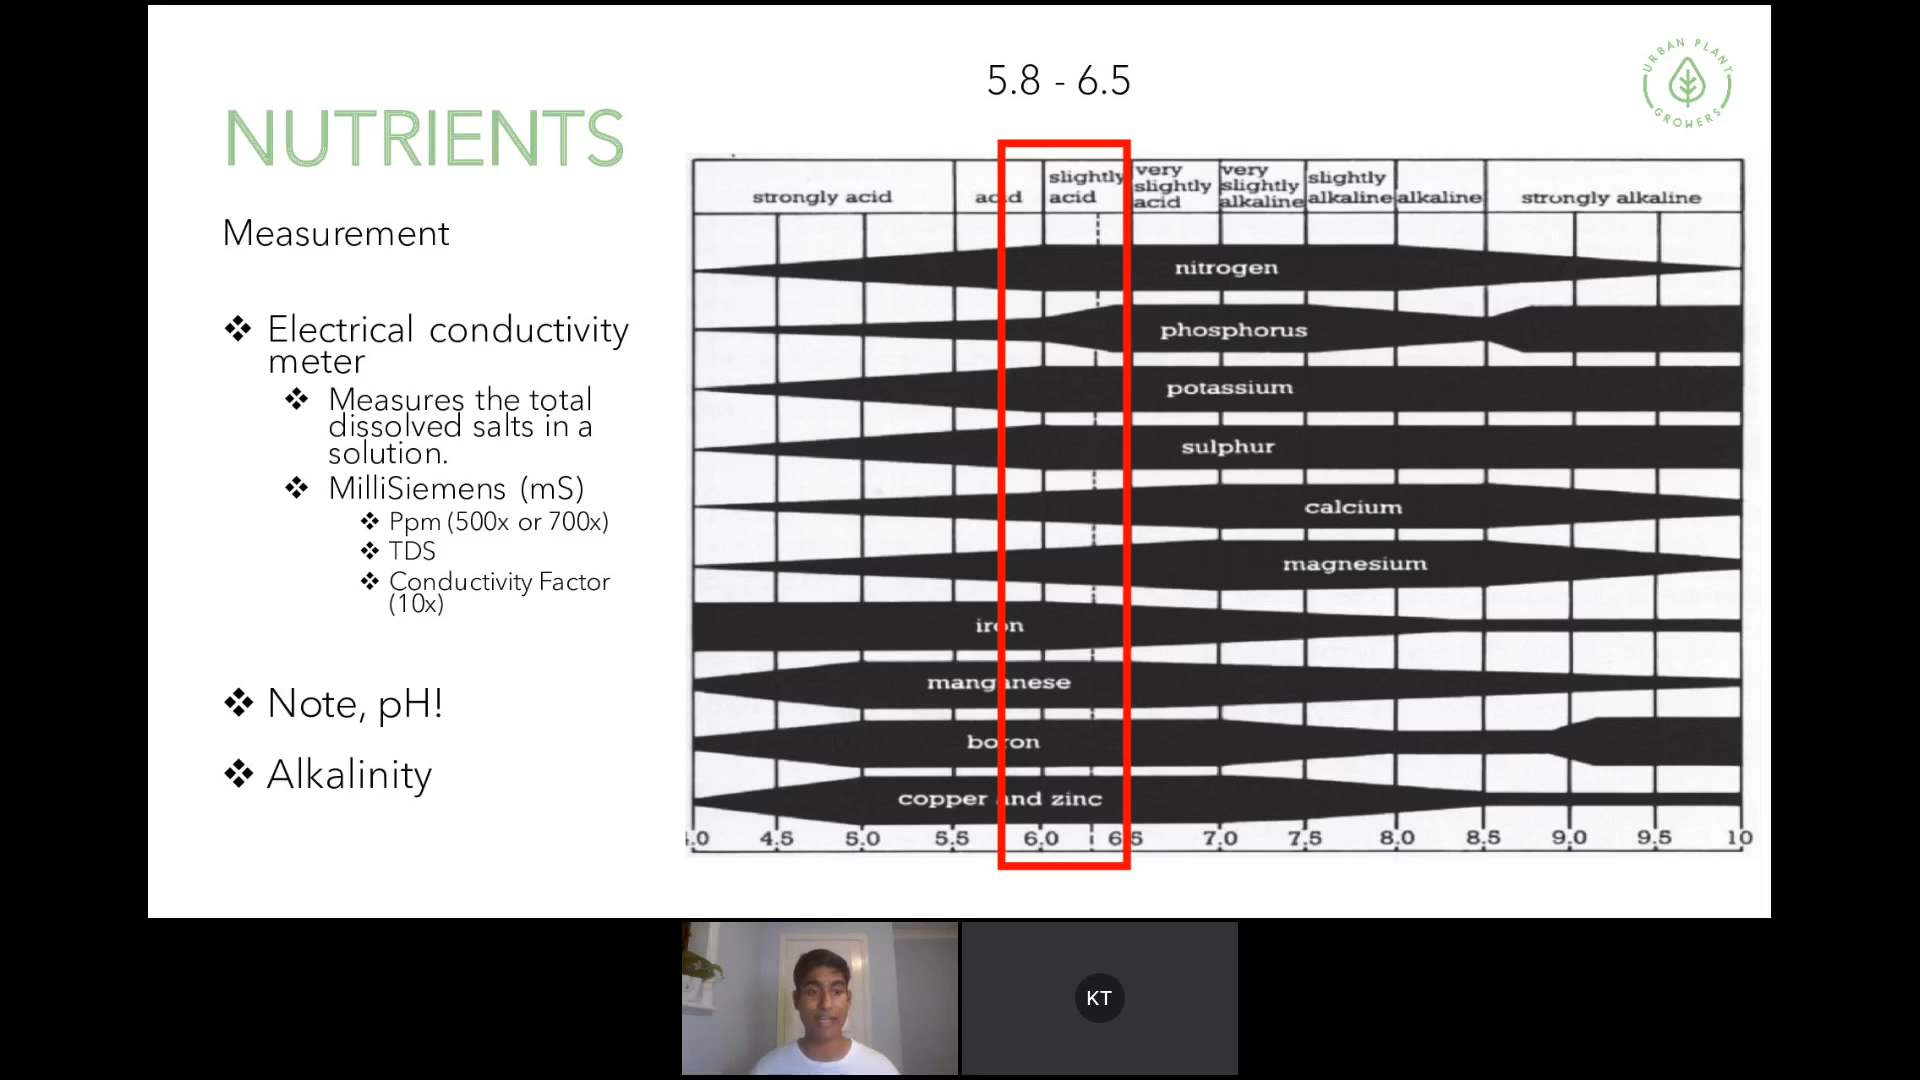 5.8 - 6.5
URBAN PLANT
GROWERS
NUTRIENTS
Measurement
❖ Electrical conductivity
meter
❖ Measures the total
dissolved salts in a
solution.
❖ MilliSiemens (mS)
❖ Ppm (500x or 700x)
❖ TDS
❖ Conductivity Factor
(10x)
❖ Note, pH!
❖ Alkalinity
strongly acid
acid
slightly
acid
very
slightly
acid
very
slightly
alkaline
slightly
alkaline
alkaline
strongly alkaline
nitrogen
phosphorus
potassium
sulphur
calcium
magnesium
iron
manganese
boron
copper and zinc
4.0 4.5 5.0 5.5 6.0 6.5 7.0 7.5 8.0 8.5 9.0 9.5 10
KT